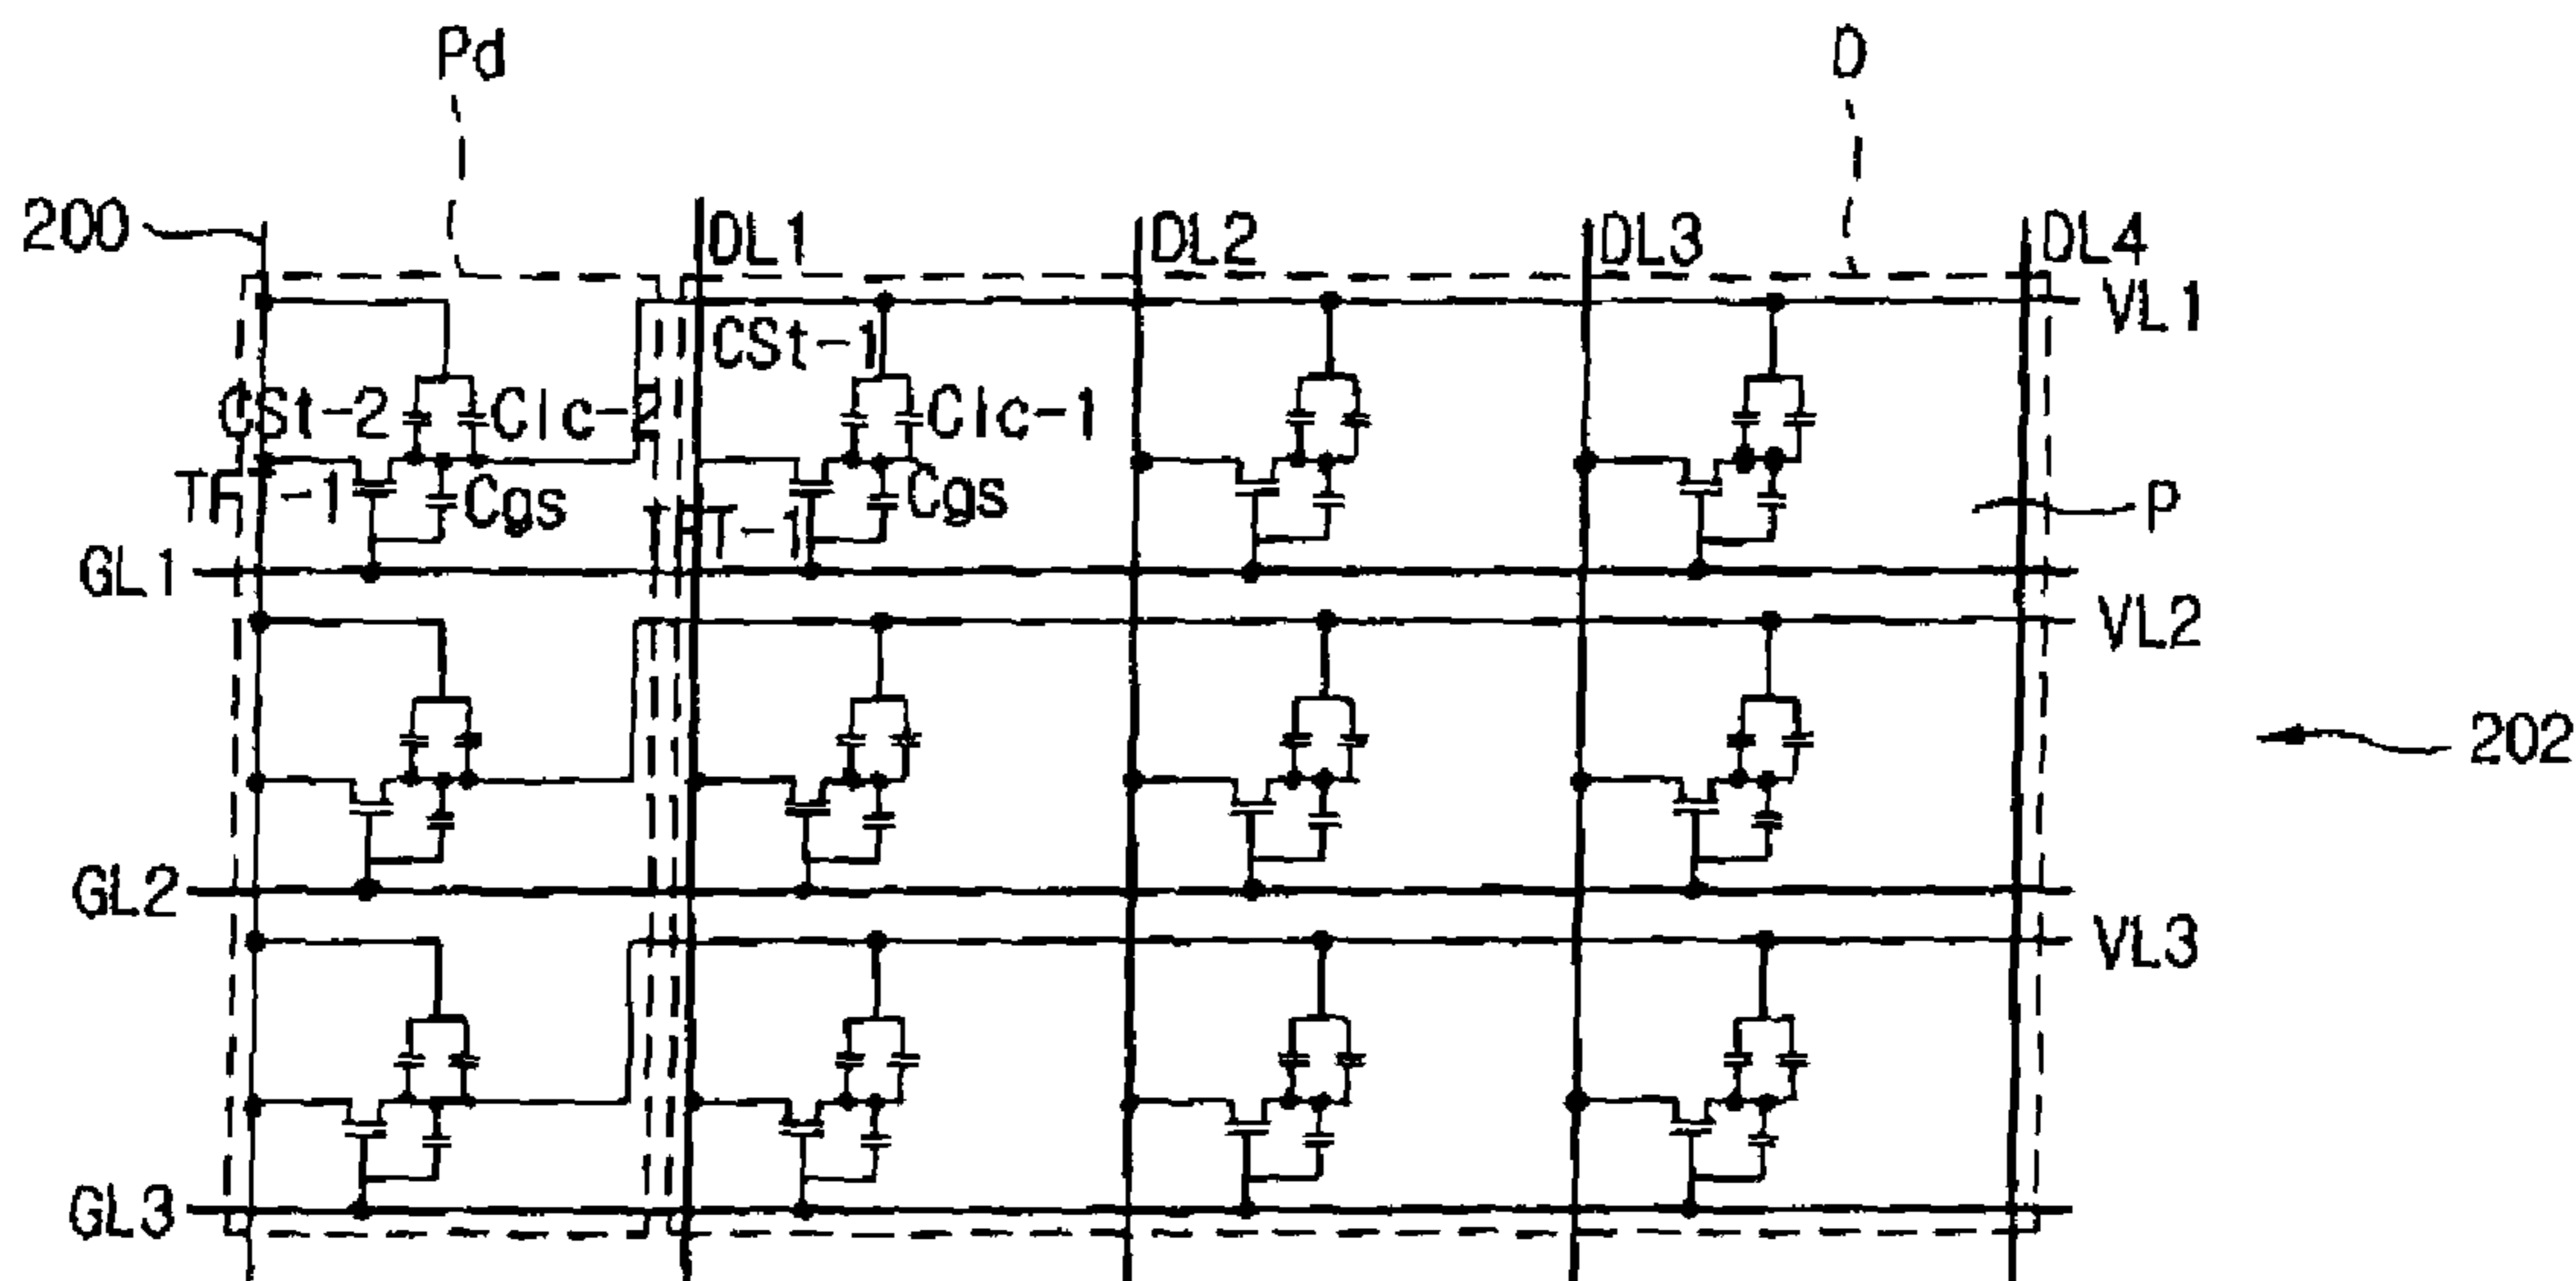 Pd
D
200
DL1
DL2
DL3
DL4
VL1
CSt-1
CSt-2
Clc-2
Clc-1
TFT-1
Cgs
Cgs
TFT-1
P
GL1
VL2
202
GL2
VL3
GL3